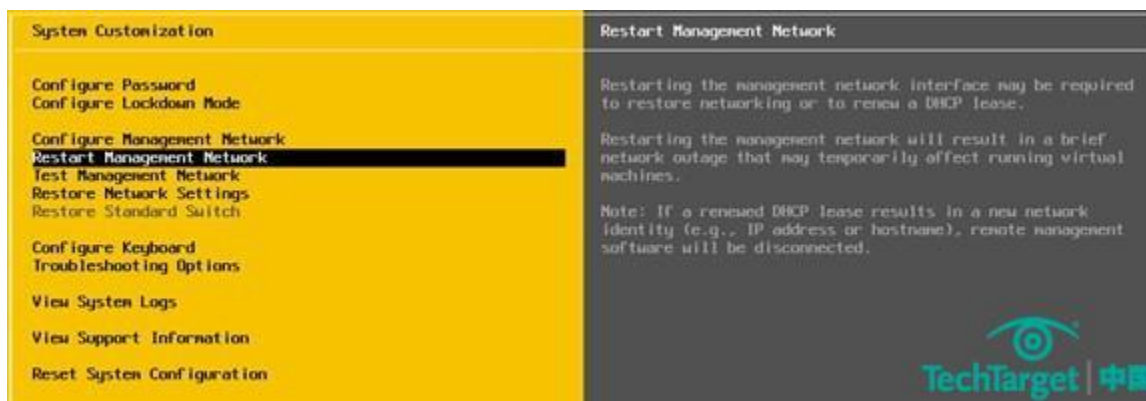 System Customization
Configure Password
Configure Lockdown Mode
Configure Management Network
Restart Management Network
Test Management Network
Restore Network Settings
Restore Standard Switch
Configure Keyboard
Troubleshooting Options
View System Logs
View Support Information
Reset System Configuration
Restart Management Network
Restarting the management network interface may be required
to restore networking or to renew a DHCP lease.
Restarting the management network will result in a brief
network outage that may temporarily affect running virtual
machines.
Note: If a renewed DHCP lease results in a new network
identity (e.g., IP address or hostname), remote management
software will be disconnected.
TechTarget | 中